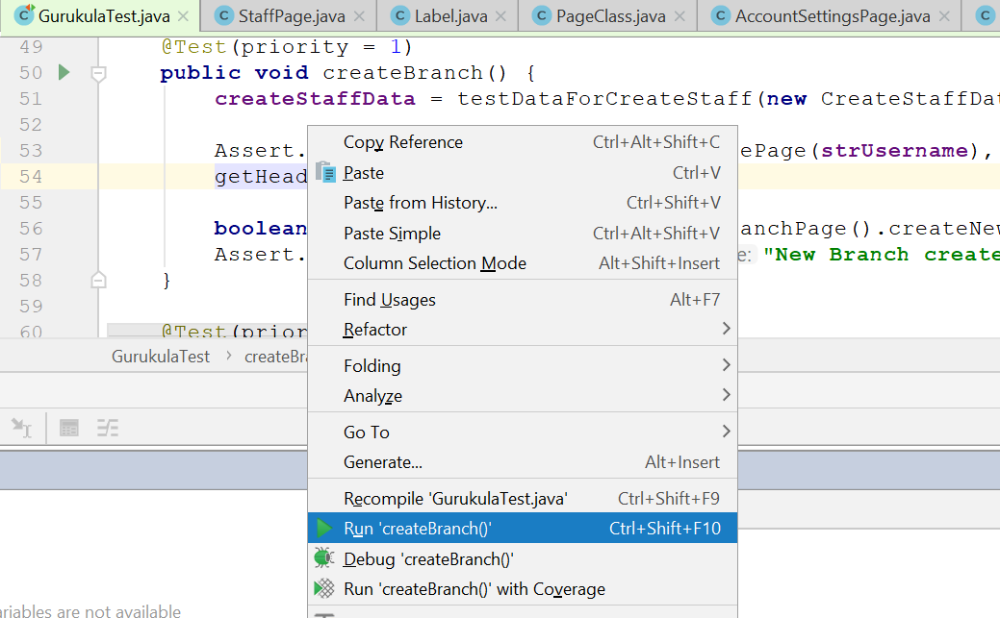 GurukulaTest.java StaffPage.java Label.java PageClass.java AccountSettingsPage.java
49 @Test(priority = 1)
50 public void createBranch() {
51 createStaffData = testDataForCreateStaff(new CreateStaffDat
52
53 Assert. ePage(strUsername),
54 getHead
55
56 boolean anchPage().createNew
57 Assert. e: "New Branch create
58 }
59
60 @Test(prior
GurukulaTest > createBra
Copy Reference Ctrl+Alt+Shift+C
Paste Ctrl+V
Paste from History... Ctrl+Shift+V
Paste Simple Ctrl+Alt+Shift+V
Column Selection Mode Alt+Shift+Insert
Find Usages Alt+F7
Refactor
Folding
Analyze
Go To
Generate... Alt+Insert
Recompile 'GurukulaTest.java' Ctrl+Shift+F9
Run 'createBranch()' Ctrl+Shift+F10
Debug 'createBranch()'
Run 'createBranch()' with Coverage
ariables are not available